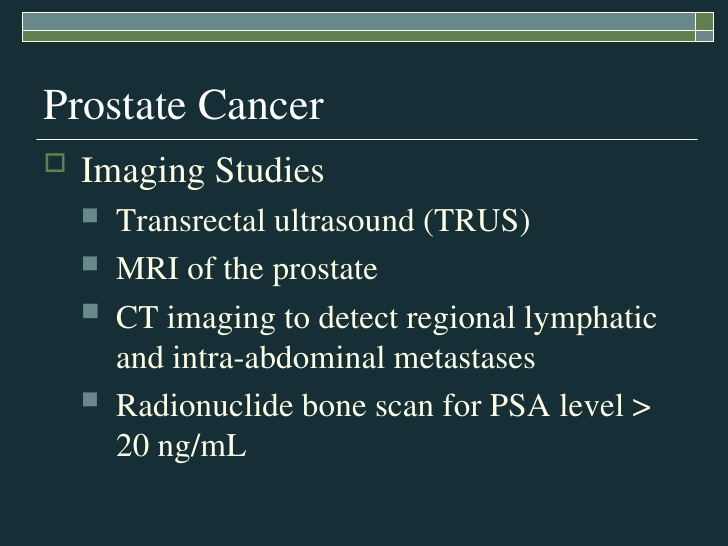 Prostate Cancer
Imaging Studies
Transrectal ultrasound (TRUS)
MRI of the prostate
CT imaging to detect regional lymphatic
and intra-abdominal metastases
Radionuclide bone scan for PSA level >
20 ng/mL